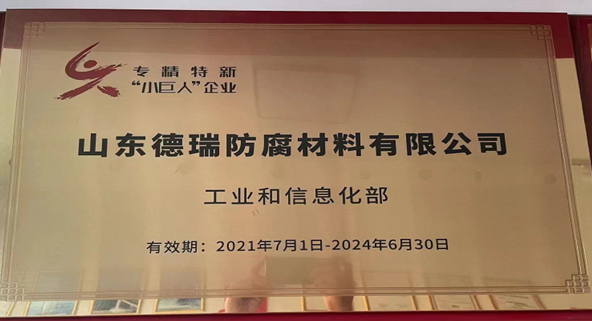 专精特新
“小巨人”企业
山东德瑞防腐材料有限公司
工业和信息化部
有效期：2021年7月1日-2024年6月30日